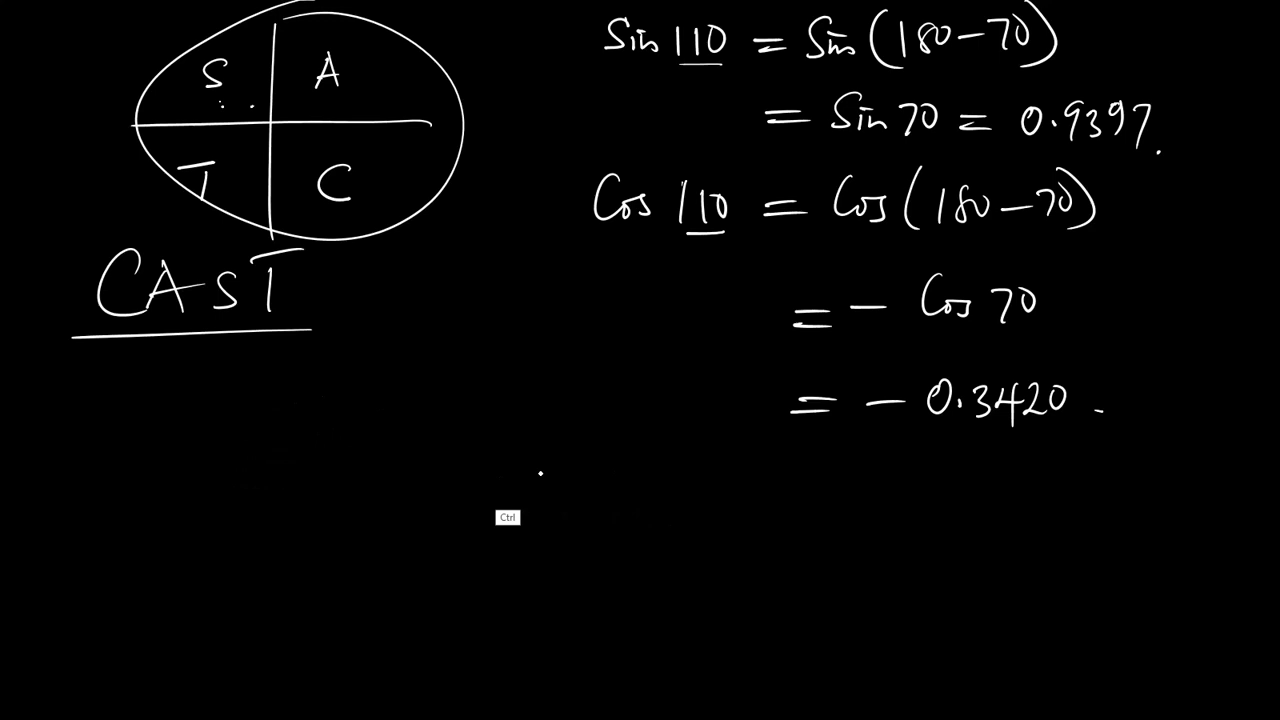 S A
T C
CAST
Sin 110 = Sin (180-70)
= Sin 70 = 0.9397.
Cos 110 = Cos (180-70)
= - Cos 70
= - 0.3420.
Ctrl